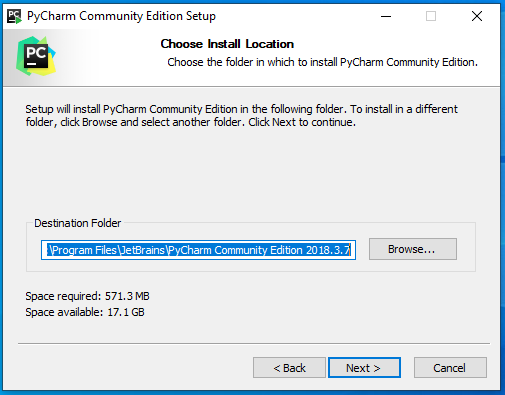 PC PyCharm Community Edition Setup
PC
Choose Install Location
Choose the folder in which to install PyCharm Community Edition.
Setup will install PyCharm Community Edition in the following folder. To install in a different
folder, click Browse and select another folder. Click Next to continue.
Destination Folder
:\Program Files\JetBrains\PyCharm Community Edition 2018.3.7
Browse...
Space required: 571.3 MB
Space available: 17.1 GB
< Back
Next >
Cancel